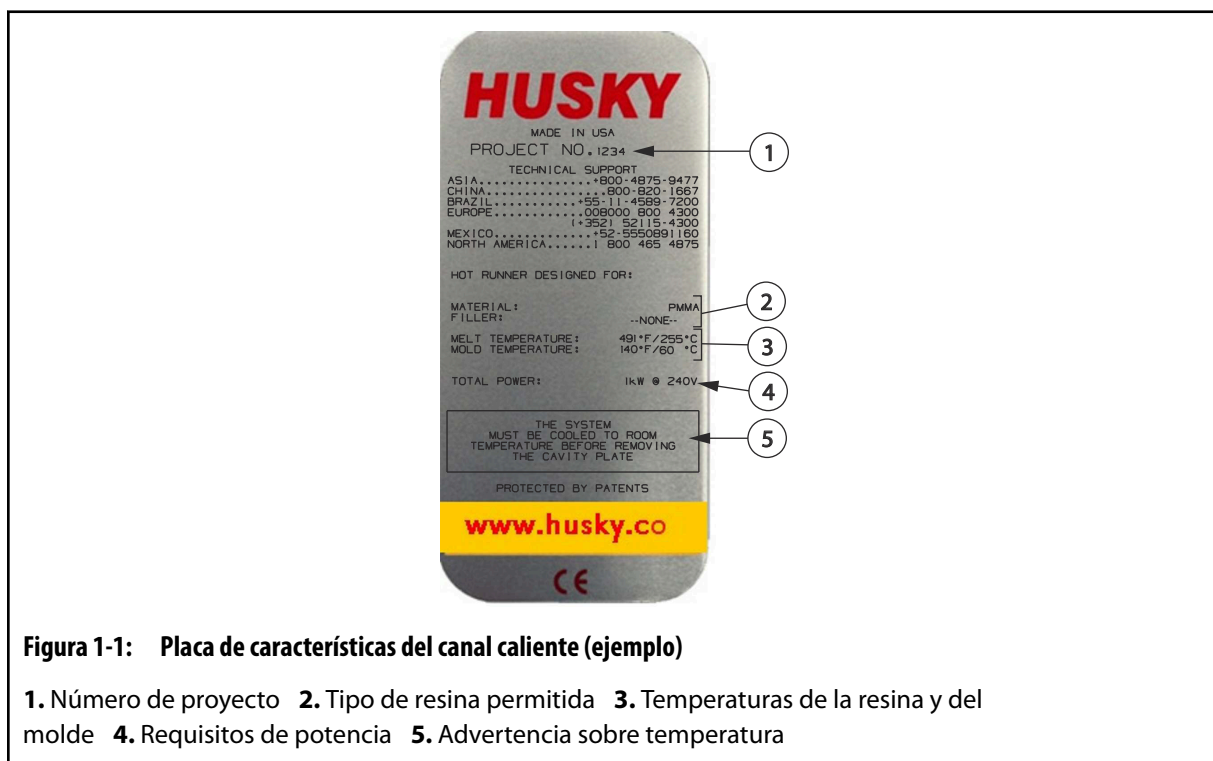 HUSKY
MADE IN USA
PROJECT NO.1234
1
TECHNICAL SUPPORT
ASIA...............+800-4875-9477
CHINA................800-820-1667
BRAZIL...........+55-11-4589-7200
EUROPE............008000 800 4300
(+352) 52115-4300
MEXICO.............+52-5550891160
NORTH AMERICA......1 800 465 4875
HOT RUNNER DESIGNED FOR:
MATERIAL: PMMA
FILLER: --NONE--
2
MELT TEMPERATURE: 491°F/255°C
MOLD TEMPERATURE: 140°F/60 °C
3
TOTAL POWER: 1kW @ 240V
4
THE SYSTEM
MUST BE COOLED TO ROOM
TEMPERATURE BEFORE REMOVING
THE CAVITY PLATE
5
PROTECTED BY PATENTS
www.husky.co
CE
Figura 1-1: Placa de características del canal caliente (ejemplo)
1. Número de proyecto 2. Tipo de resina permitida 3. Temperaturas de la resina y del
molde 4. Requisitos de potencia 5. Advertencia sobre temperatura